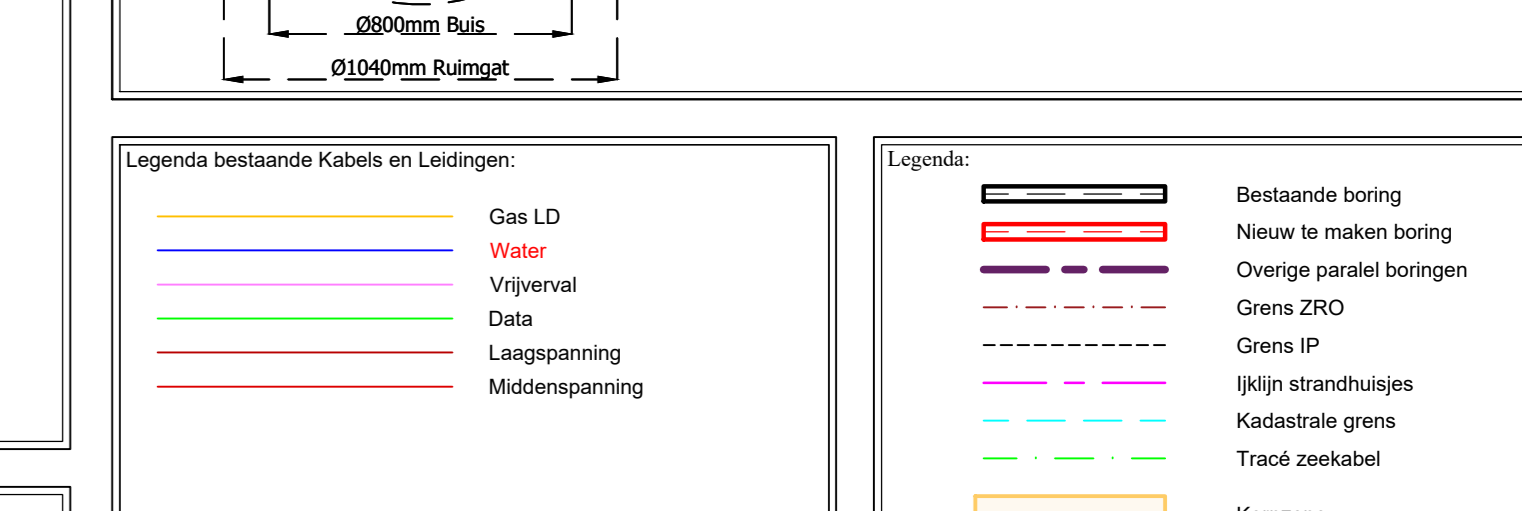 Ø800mm Buis
Ø1040mm Ruimgat
Legenda bestaande Kabels en Leidingen:
Gas LD
Water
Vrijverval
Data
Laagspanning
Middenspanning
Legenda:
Bestaande boring
Nieuw te maken boring
Overige paralel boringen
Grens ZRO
Grens IP
Ijklijn strandhuisjes
Kadastrale grens
Tracé zeekabel